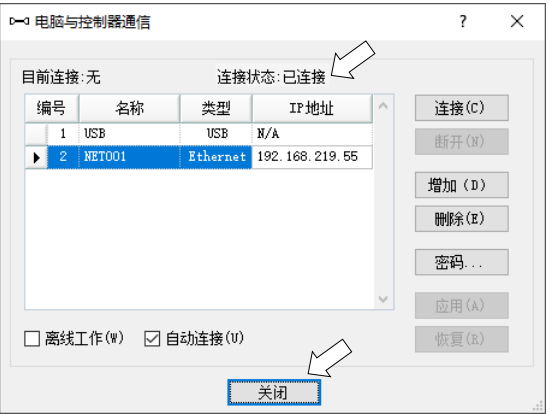 电脑与控制器通信
目前连接:无 连接状态:已连接
编号 名称 类型 IP地址
1 USB USB N/A
2 NET001 Ethernet 192.168.219.55
连接(C)
断开(N)
增加 (D)
删除(E)
密码...
应用(A)
恢复(R)
离线工作(W) 自动连接(U)
关闭